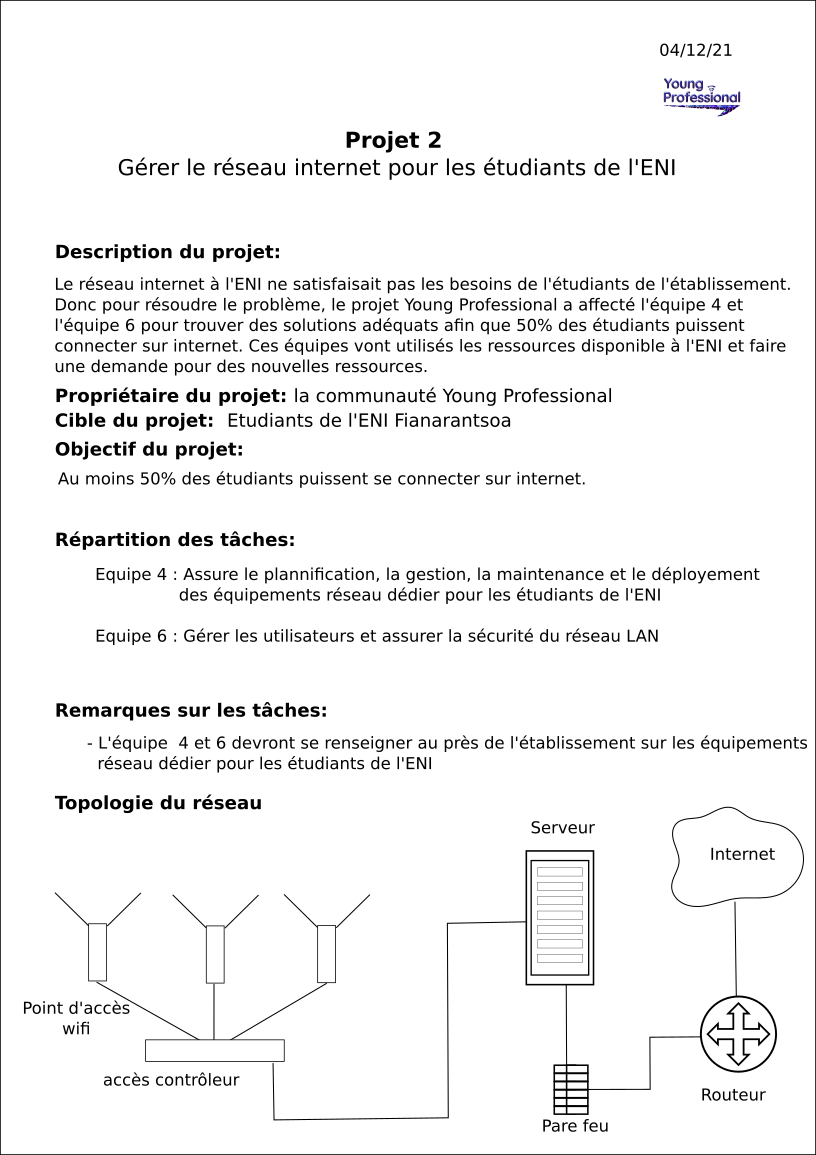 04/12/21
Young
Professional
Projet 2
Gérer le réseau internet pour les étudiants de l'ENI
Description du projet:
Le réseau internet à l'ENI ne satisfaisait pas les besoins de l'étudiants de l'établissement.
Donc pour résoudre le problème, le projet Young Professional a affecté l'équipe 4 et
l'équipe 6 pour trouver des solutions adéquats afin que 50% des étudiants puissent
connecter sur internet. Ces équipes vont utilisés les ressources disponible à l'ENI et faire
une demande pour des nouvelles ressources.
Propriétaire du projet: la communauté Young Professional
Cible du projet:  Etudiants de l'ENI Fianarantsoa
Objectif du projet:
Au moins 50% des étudiants puissent se connecter sur internet.
Répartition des tâches:
Equipe 4 : Assure le plannification, la gestion, la maintenance et le déployement
des équipements réseau dédier pour les étudiants de l'ENI
Equipe 6 : Gérer les utilisateurs et assurer la sécurité du réseau LAN
Remarques sur les tâches:
- L'équipe  4 et 6 devront se renseigner au près de l'établissement sur les équipements
réseau dédier pour les étudiants de l'ENI
Topologie du réseau
Serveur
Internet
Point d'accès
wifi
accès contrôleur
Routeur
Pare feu